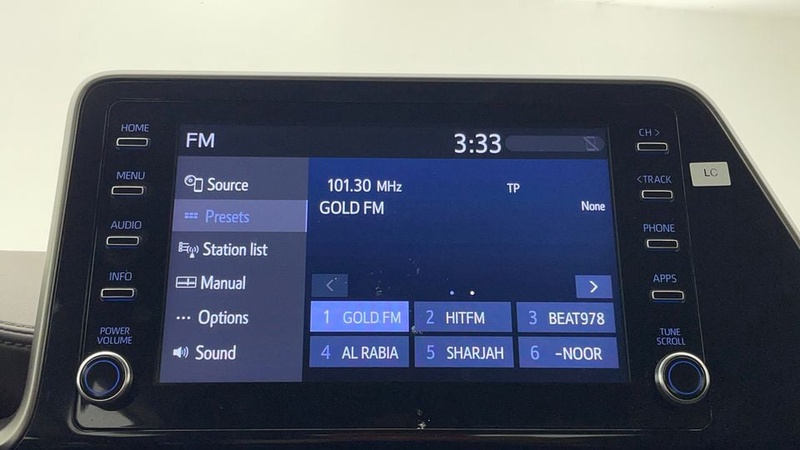 FM
3:33
HOME
MENU
AUDIO
INFO
POWER
VOLUME
Source
Presets
Station list
Manual
Options
Sound
101.30 MHz TP
GOLD FM None
< >
1 GOLD FM 2 HITFM 3 BEAT978
4 AL RABIA 5 SHARJAH 6 -NOOR
CH >
< TRACK
PHONE
APPS
TUNE
SCROLL
LC